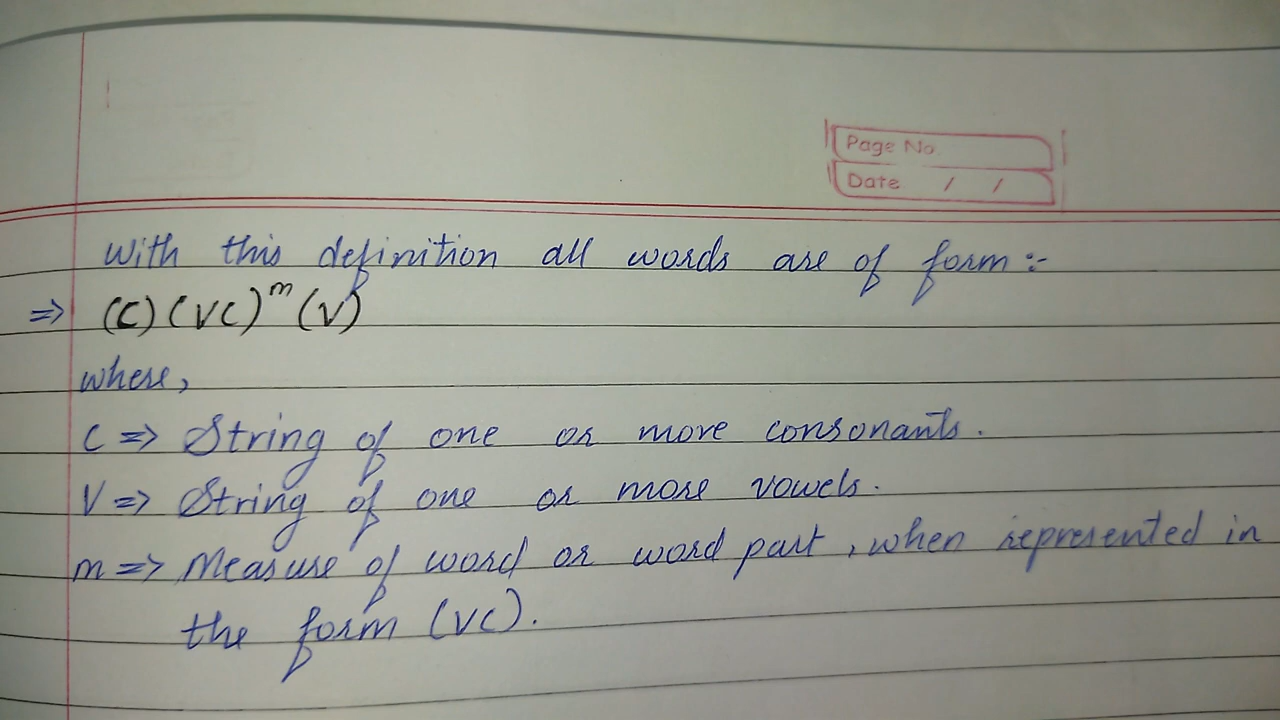 Page No.
Date / /
With this definition all words are of form :-
=> (C) (VC)^m (V)
where,
C => String of one or more consonants.
V => String of one or more vowels.
m => Measure of word or word part, when represented in
the form (VC).